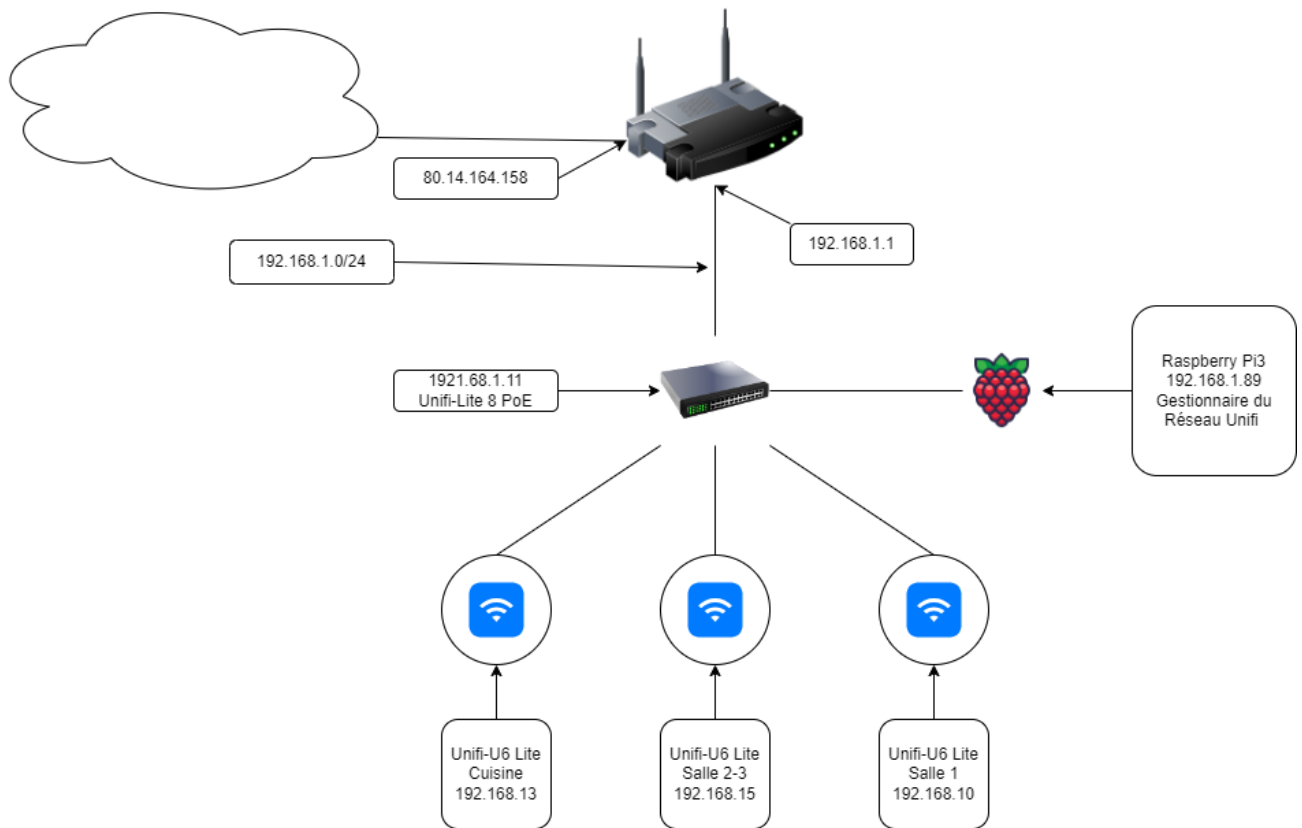 80.14.164.158
192.168.1.1
192.168.1.0/24
1921.68.1.11
Unifi-Lite 8 PoE
Raspberry Pi3
192.168.1.89
Gestionnaire du
Réseau Unifi
Unifi-U6 Lite
Cuisine
192.168.13
Unifi-U6 Lite
Salle 2-3
192.168.15
Unifi-U6 Lite
Salle 1
192.168.10